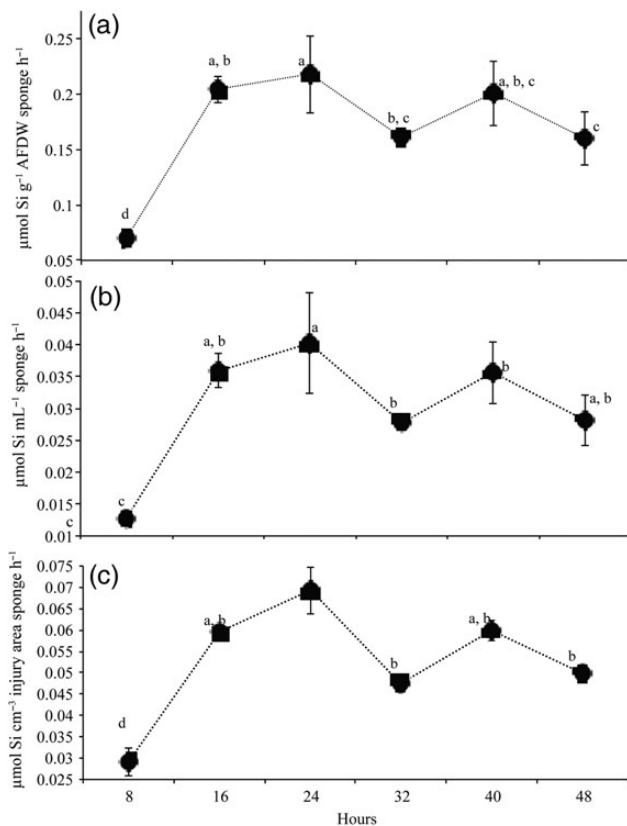 (a)
µmol Si g⁻¹ AFDW sponge h⁻¹
0.25
0.2
0.15
0.1
0.05
d
a, b
a
b, c
a, b, c
c
(b)
µmol Si mL⁻¹ sponge h⁻¹
0.05
0.045
0.04
0.035
0.03
0.025
0.02
0.015
0.01
c
c
a, b
a
b
b
a, b
(c)
µmol Si cm⁻³ injury area sponge h⁻¹
0.075
0.07
0.065
0.06
0.055
0.05
0.045
0.04
0.035
0.03
0.025
d
a, b
b
a, b
b
8 16 24 32 40 48
Hours